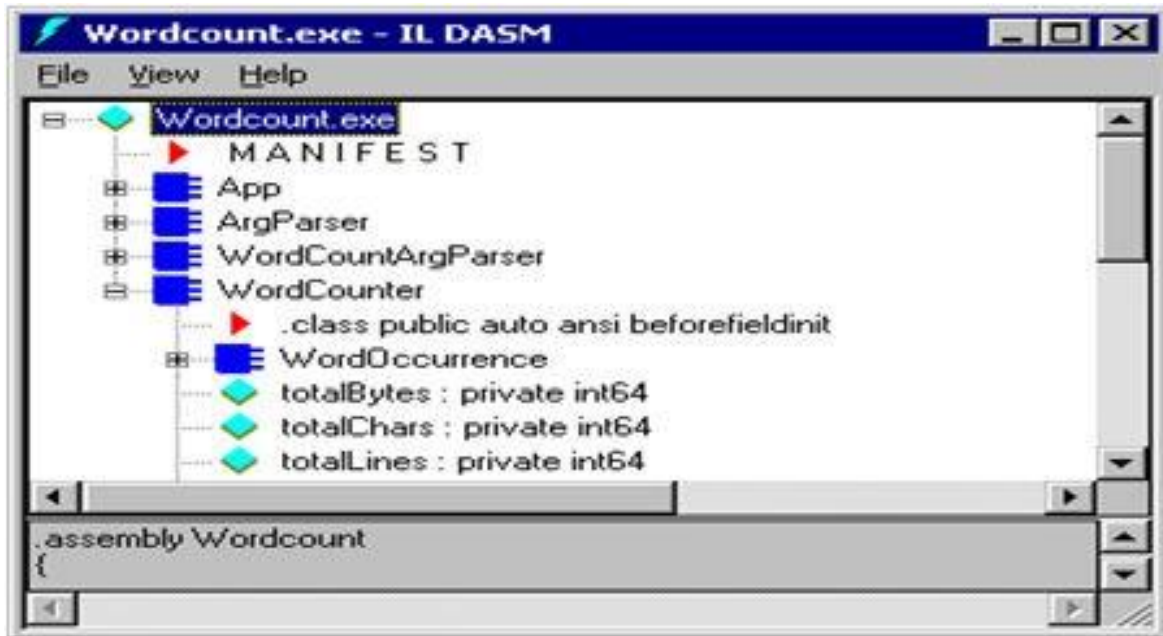 Wordcount.exe - IL DASM
File View Help
Wordcount.exe
M A N I F E S T
App
ArgParser
WordCountArgParser
WordCounter
.class public auto ansi beforefieldinit
WordOccurrence
totalBytes : private int64
totalChars : private int64
totalLines : private int64
.assembly Wordcount
{